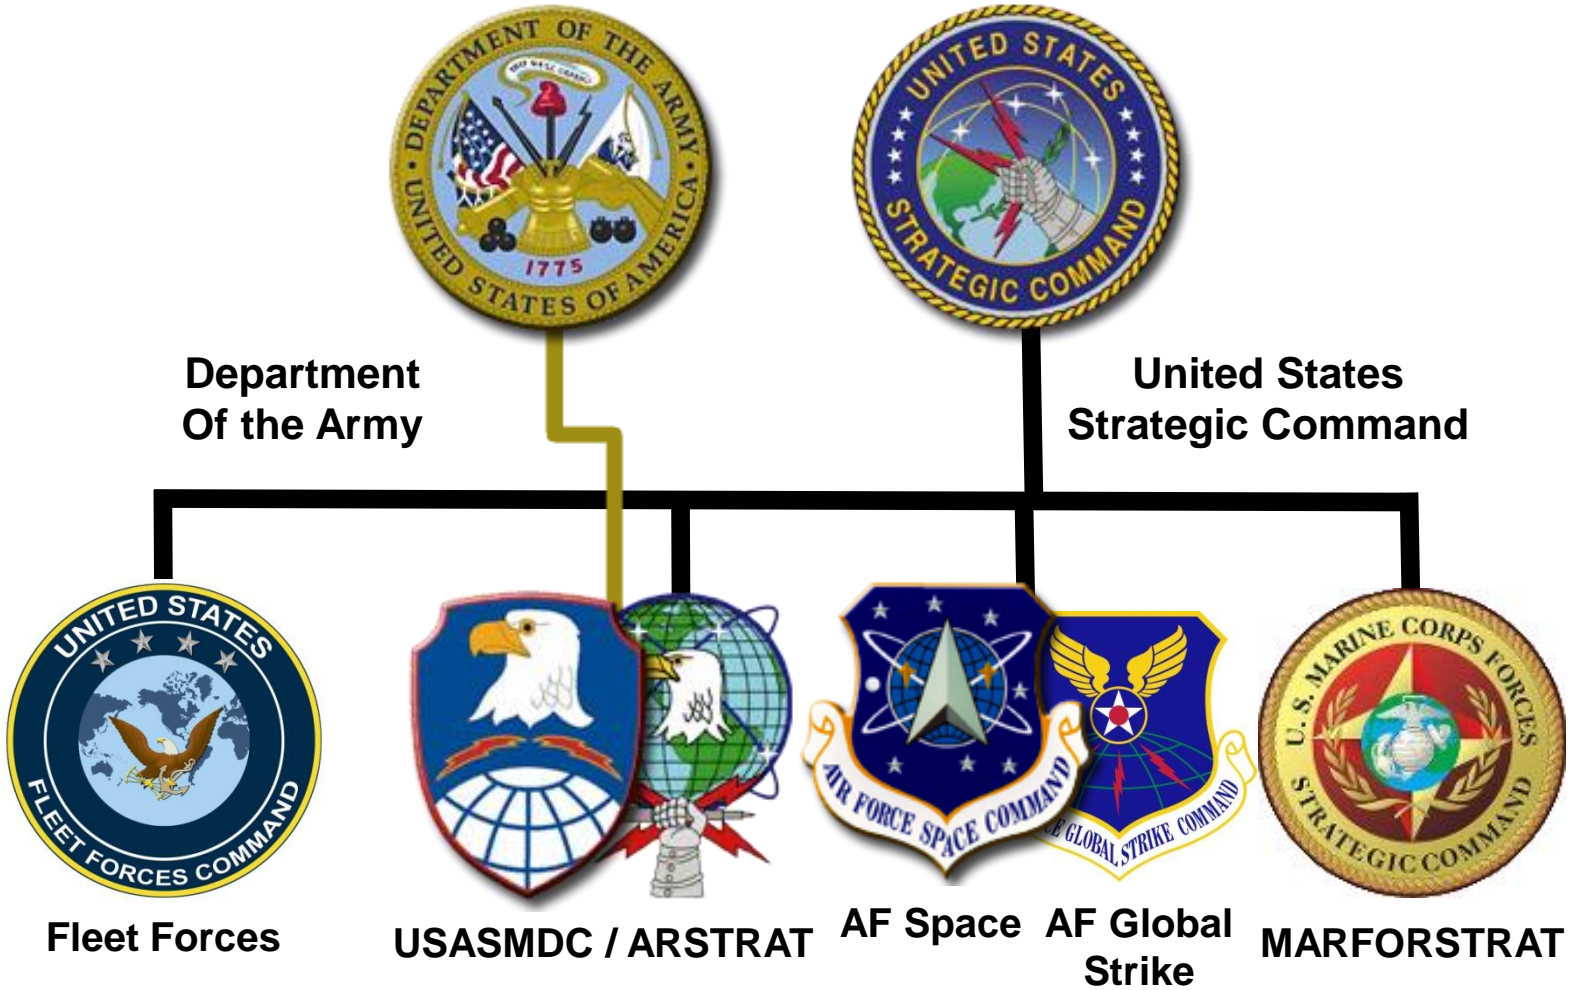 DEPARTMENT OF THE ARMY
UNITED STATES OF AMERICA
1775
UNITED STATES
STRATEGIC COMMAND
Department
Of the Army
United States
Strategic Command
UNITED STATES
FLEET FORCES COMMAND
AIR FORCE SPACE COMMAND
GLOBAL STRIKE COMMAND
U. S. MARINE CORPS FORCES
STRATEGIC COMMAND
Fleet Forces
USASMDC / ARSTRAT
AF Space
AF Global
Strike
MARFORSTRAT